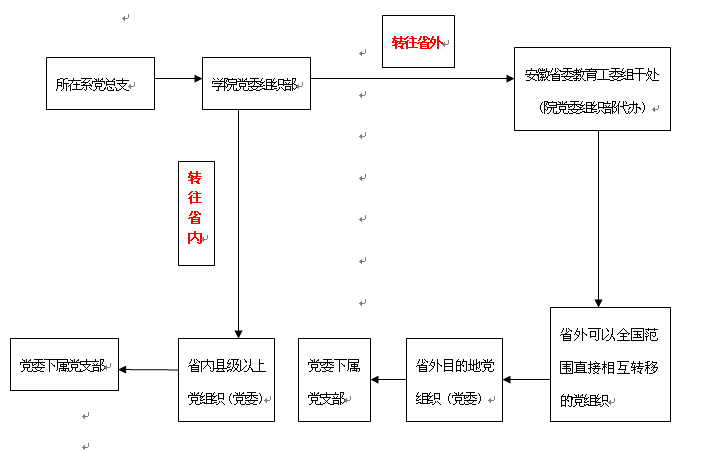 转往省外
所在系党总支
学院党委组织部
安徽省委教育工委组干处
（院党委组织部代办）
转
往
省
内
党委下属党支部
省内县级以上
党组织（党委）
党委下属
党支部
省外目的地党
组织（党委）
省外可以全国范
围直接相互转移
的党组织